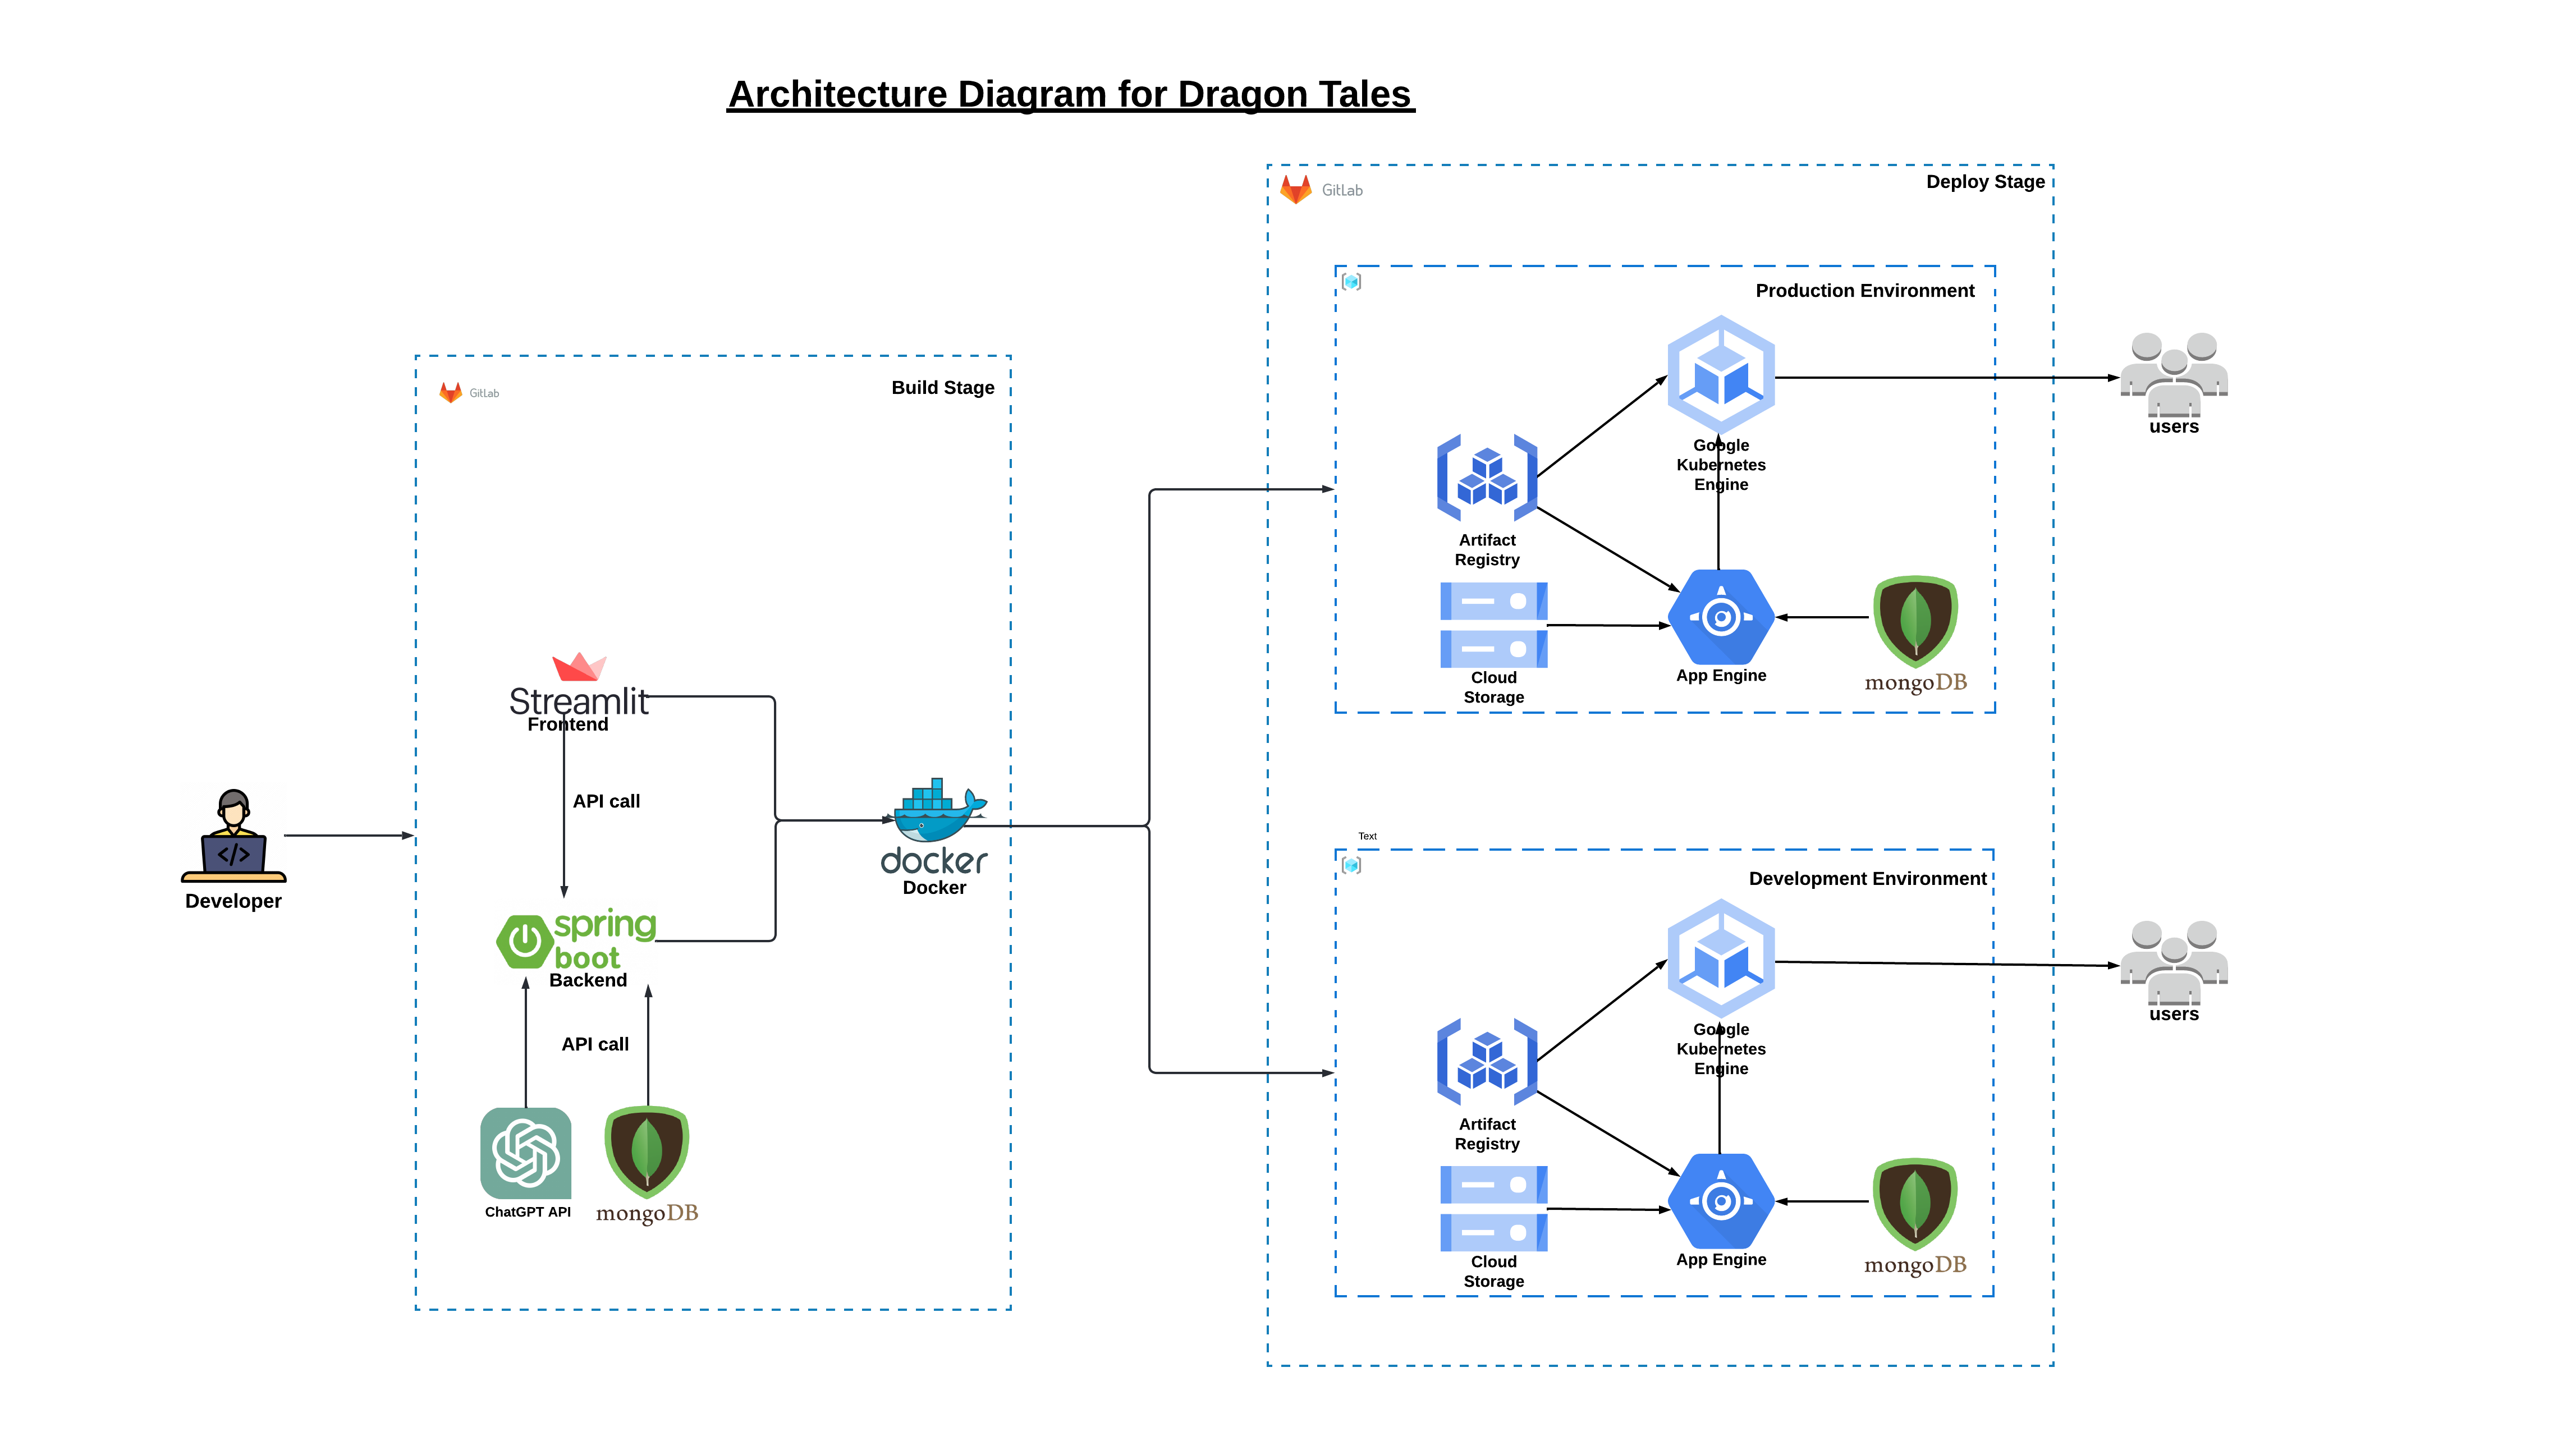 Architecture Diagram for Dragon Tales
GitLab
Deploy Stage
Production Environment
Google
Kubernetes
Engine
users
Artifact
Registry
Cloud
Storage
App Engine
mongoDB
GitLab
Build Stage
Streamlit
Frontend
API call
docker
Docker
Developer
spring
boot
Backend
API call
ChatGPT API
mongoDB
Text
Development Environment
Google
Kubernetes
Engine
users
Artifact
Registry
Cloud
Storage
App Engine
mongoDB